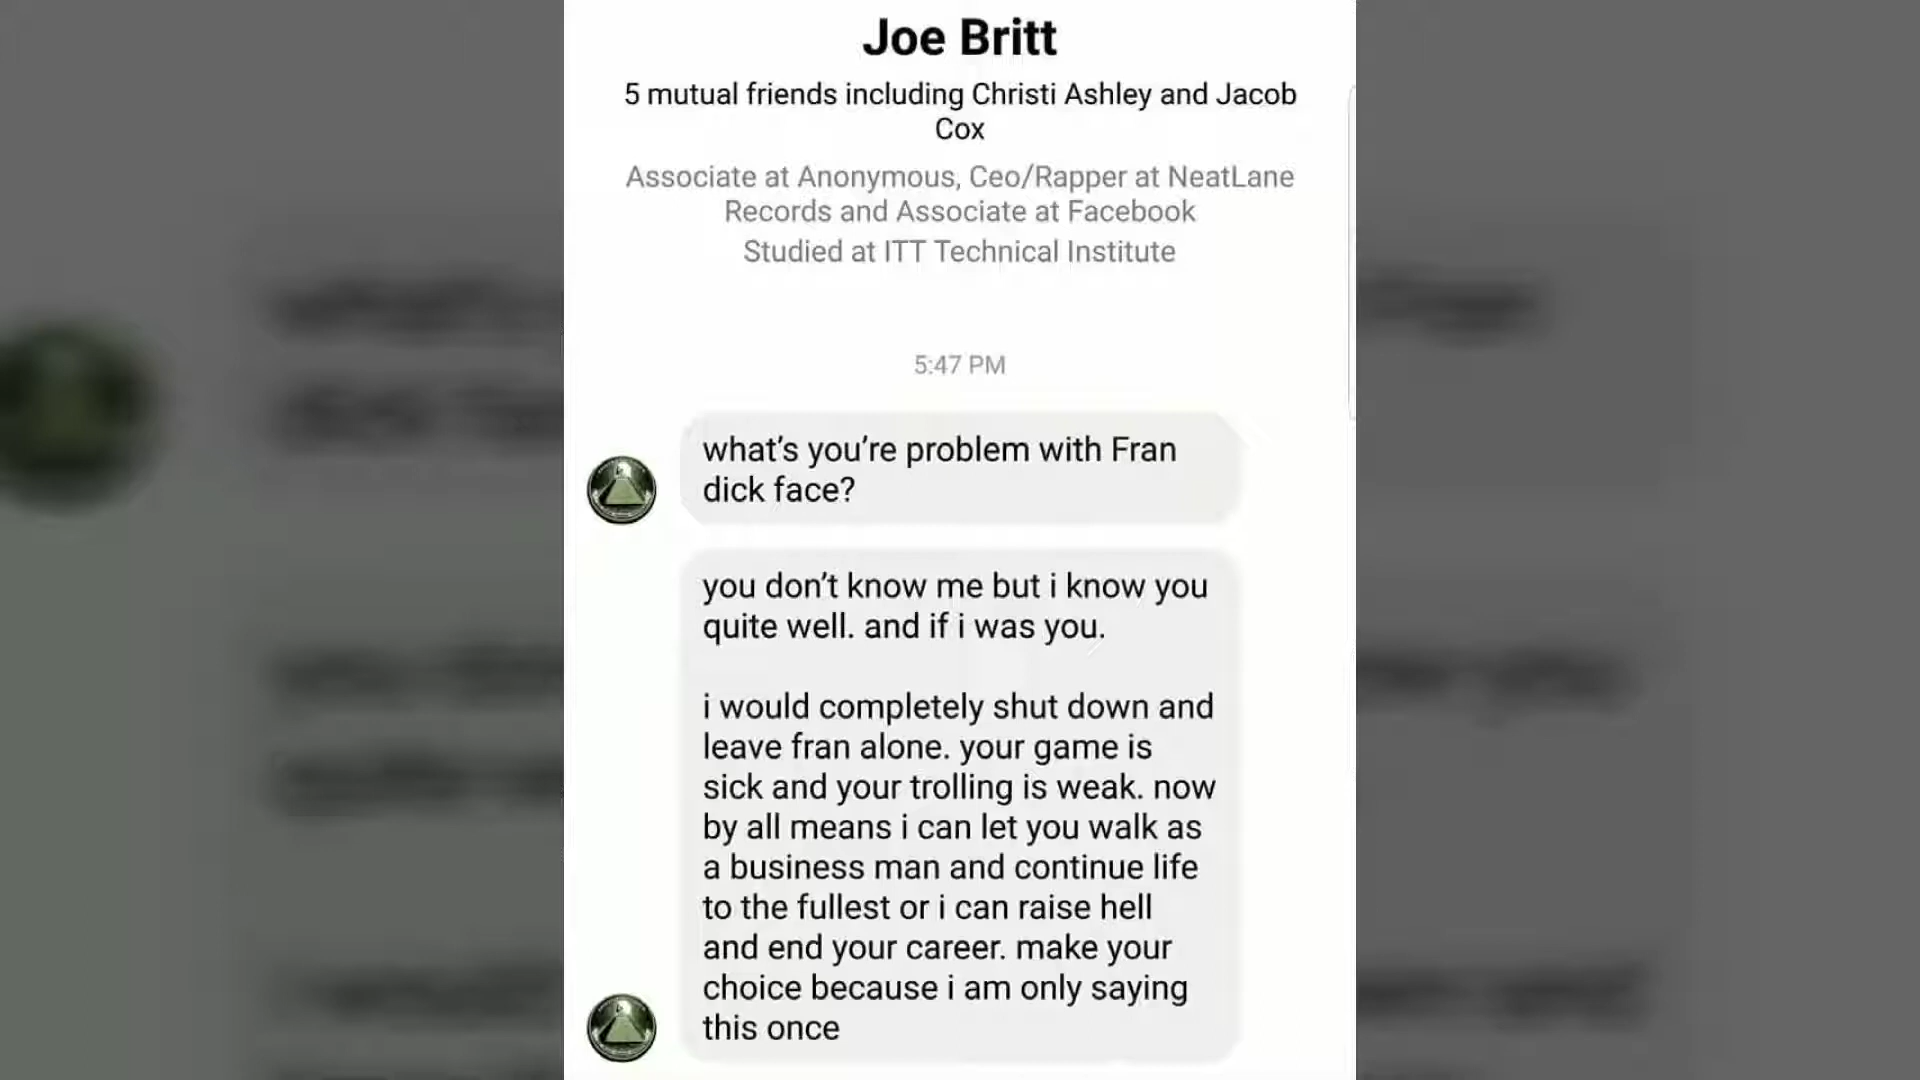 Joe Britt
5 mutual friends including Christi Ashley and Jacob
Cox
Associate at Anonymous, Ceo/Rapper at NeatLane
Records and Associate at Facebook
Studied at ITT Technical Institute
5:47 PM
what's you're problem with Fran
dick face?
you don't know me but i know you
quite well. and if i was you.
i would completely shut down and
leave fran alone. your game is
sick and your trolling is weak. now
by all means i can let you walk as
a business man and continue life
to the fullest or i can raise hell
and end your career. make your
choice because i am only saying
this once